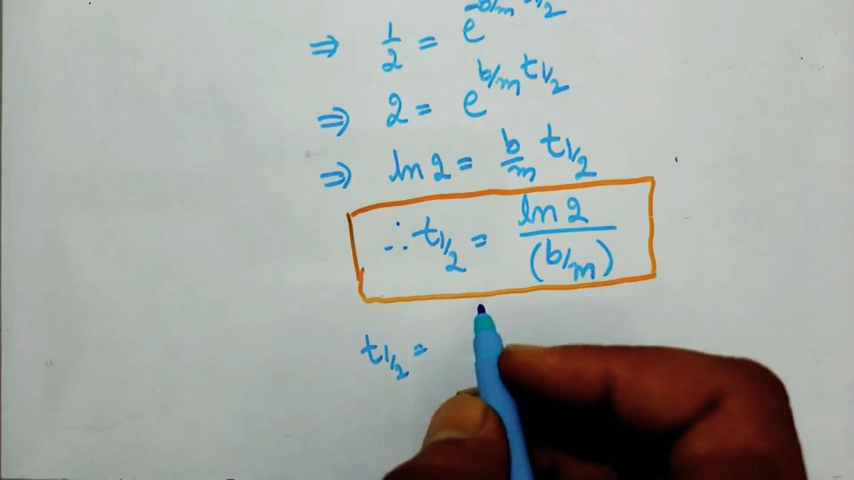 ⇒ 1/2 = e^(-b/m t1/2)
⇒ 2 = e^(b/m t1/2)
⇒ ln 2 = b/m t1/2
∴ t1/2 = ln 2 / (b/m)
t1/2 =